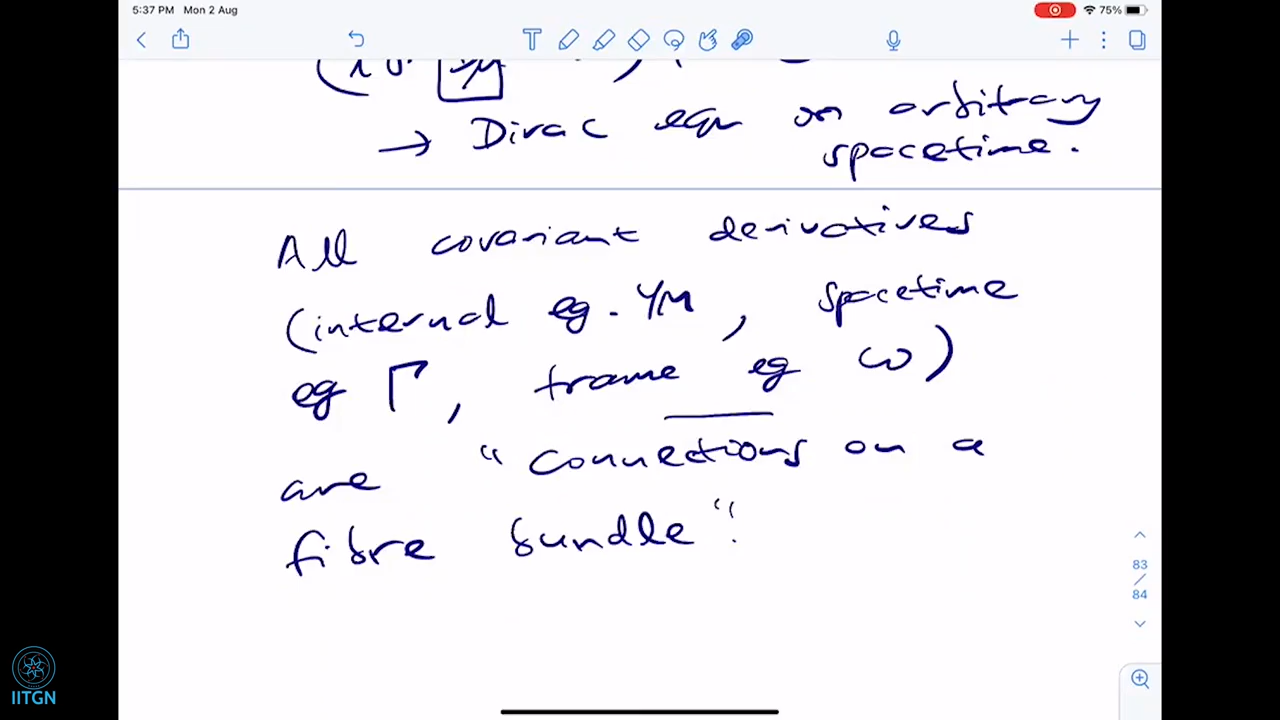 5:37 PM Mon 2 Aug
75%
→ Dirac eqn on arbitrary
spacetime.
All covariant derivatives
(internal eg. YM, spacetime
eg Γ, frame eg ω)
are "connections on a
fibre bundle".
83
/
84
IITGN